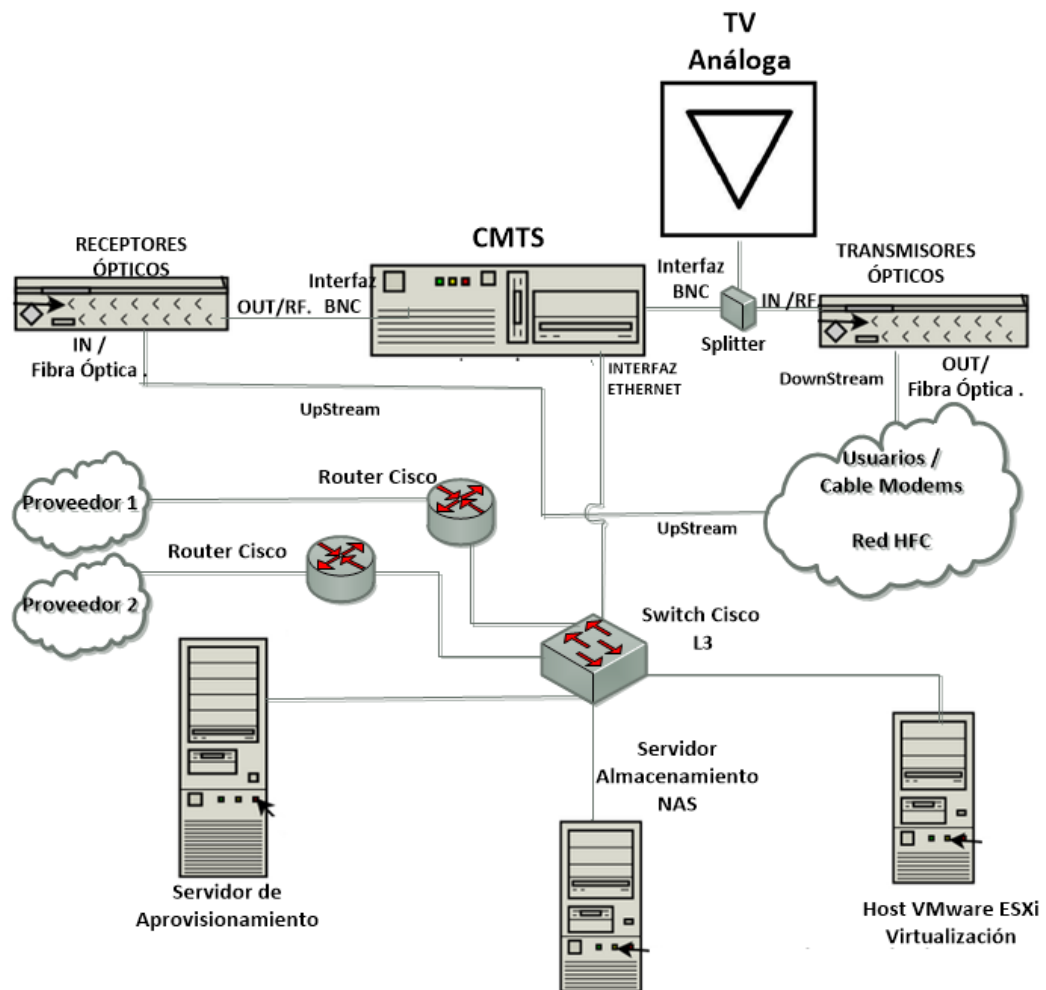 TV
Análoga
RECEPTORES
ÓPTICOS
CMTS
TRANSMISORES
ÓPTICOS
Interfaz
BNC
OUT/RF.
Interfaz
BNC
IN /RF.
Splitter
IN /
Fibra Óptica .
INTERFAZ
ETHERNET
DownStream
OUT/
Fibra Óptica .
UpStream
Usuarios /
Cable Modems
Red HFC
UpStream
Router Cisco
Proveedor 1
Router Cisco
Proveedor 2
Switch Cisco
L3
Servidor
Almacenamiento
NAS
Servidor de
Aprovisionamiento
Host VMware ESXi
Virtualización